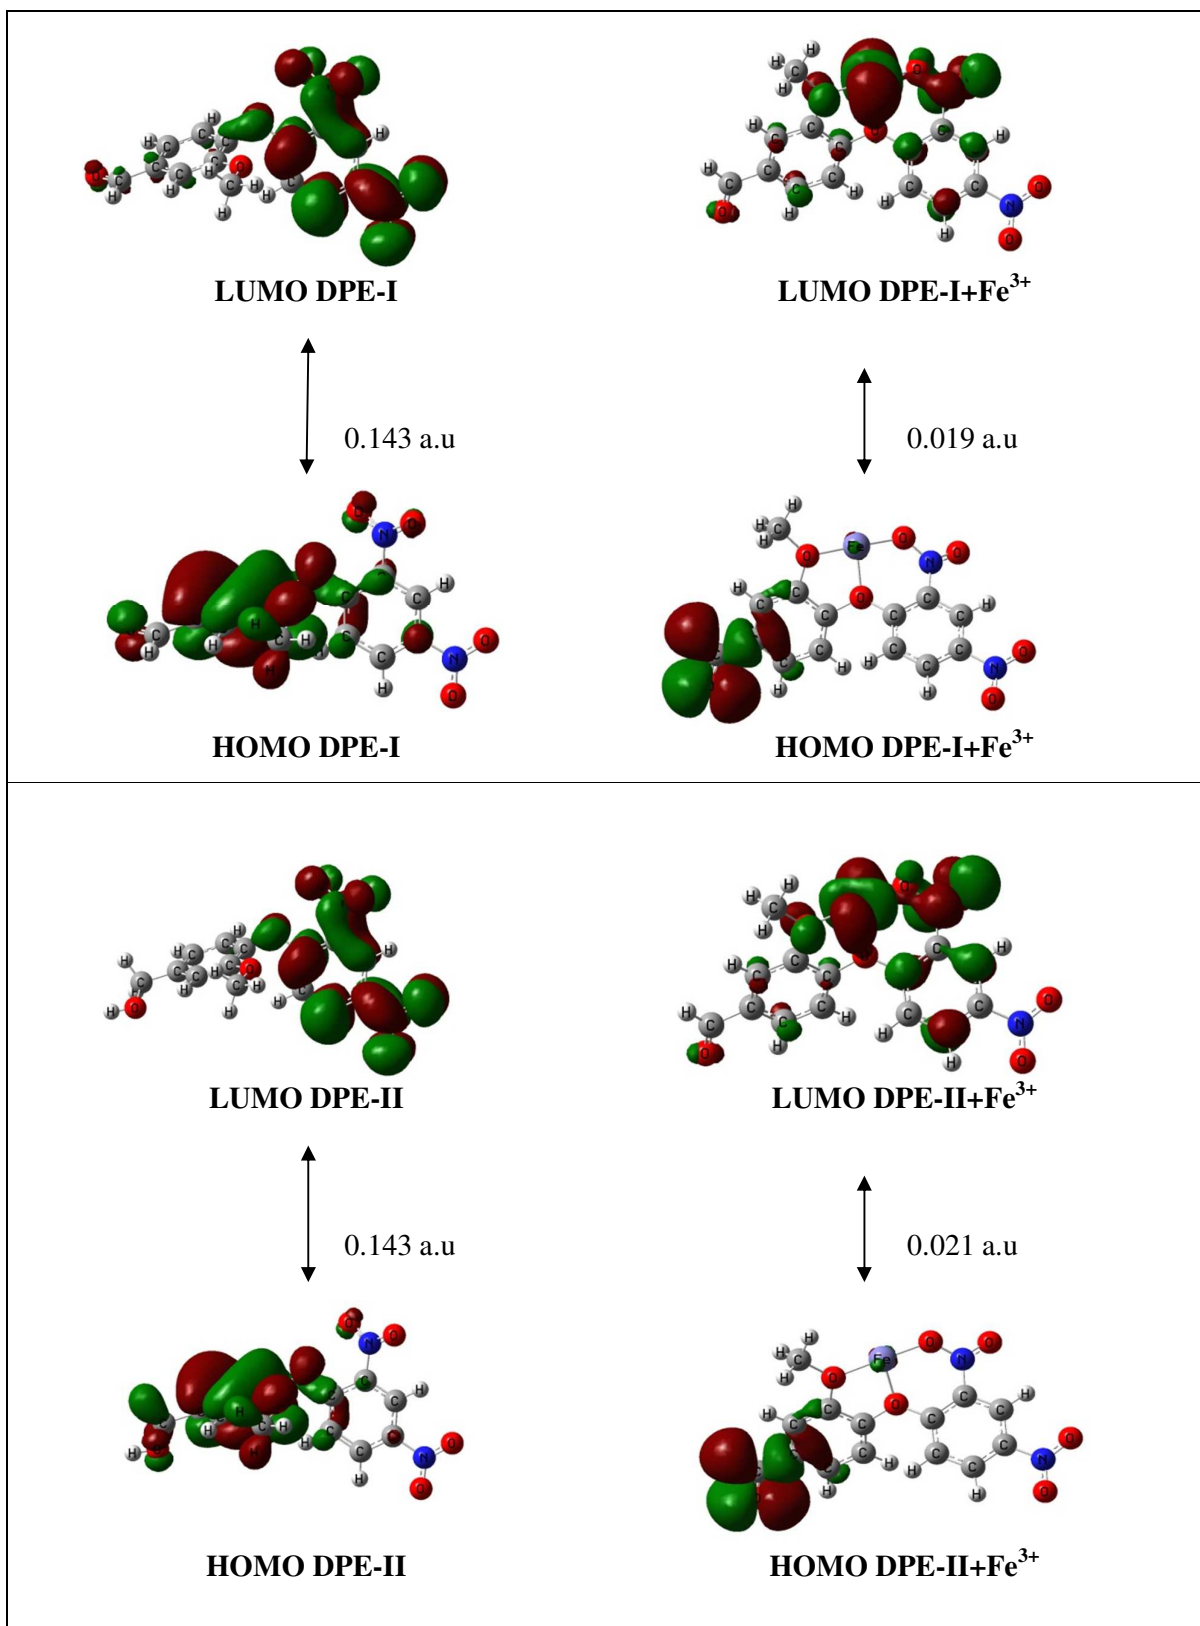 LUMO DPE-I
LUMO DPE-I+Fe³⁺
0.143 a.u
0.019 a.u
HOMO DPE-I
HOMO DPE-I+Fe³⁺
LUMO DPE-II
LUMO DPE-II+Fe³⁺
0.143 a.u
0.021 a.u
HOMO DPE-II
HOMO DPE-II+Fe³⁺